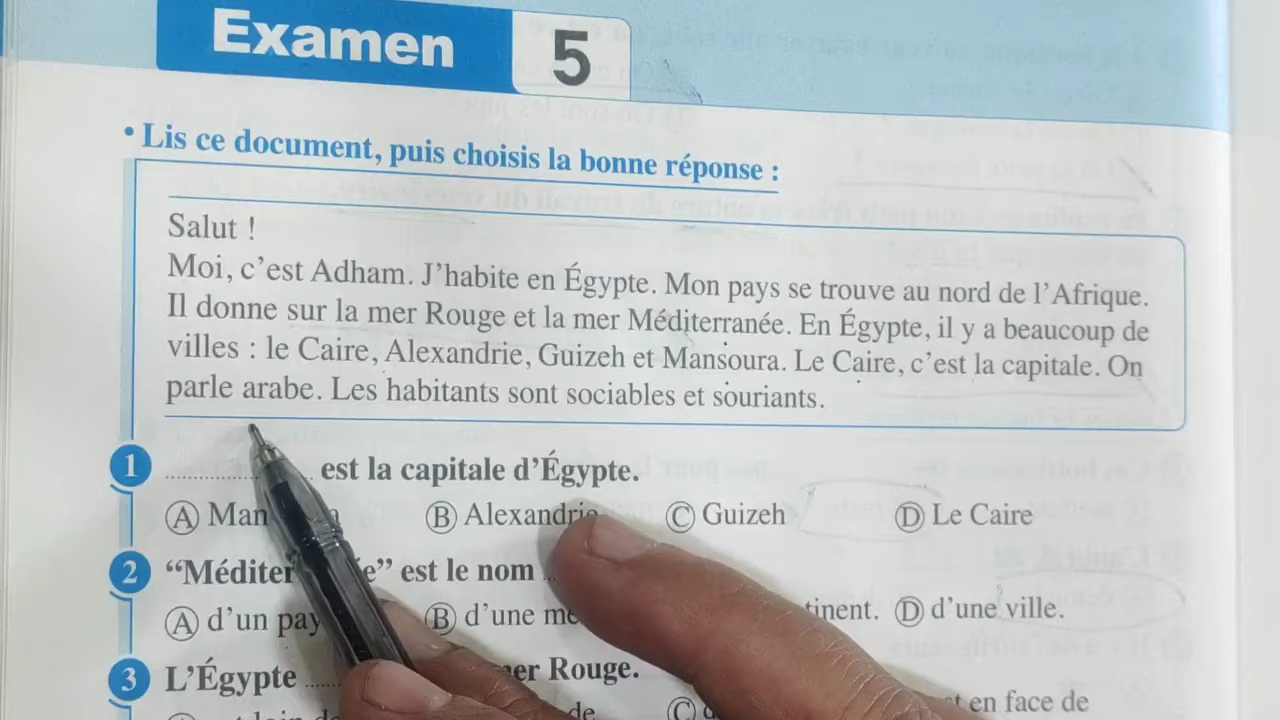 Examen 5
• Lis ce document, puis choisis la bonne réponse :
Salut !
Moi, c’est Adham. J’habite en Égypte. Mon pays se trouve au nord de l’Afrique.
Il donne sur la mer Rouge et la mer Méditerranée. En Égypte, il y a beaucoup de
villes : le Caire, Alexandrie, Guizeh et Mansoura. Le Caire, c’est la capitale. On
parle arabe. Les habitants sont sociables et souriants.
1 .............. est la capitale d’Égypte.
A Man B Alexandrie C Guizeh D Le Caire
2 “Méditer e” est le nom
A d’un pay B d’une me tinent. D d’une ville.
3 L’Égypte ..... mer Rouge.
de C en face de